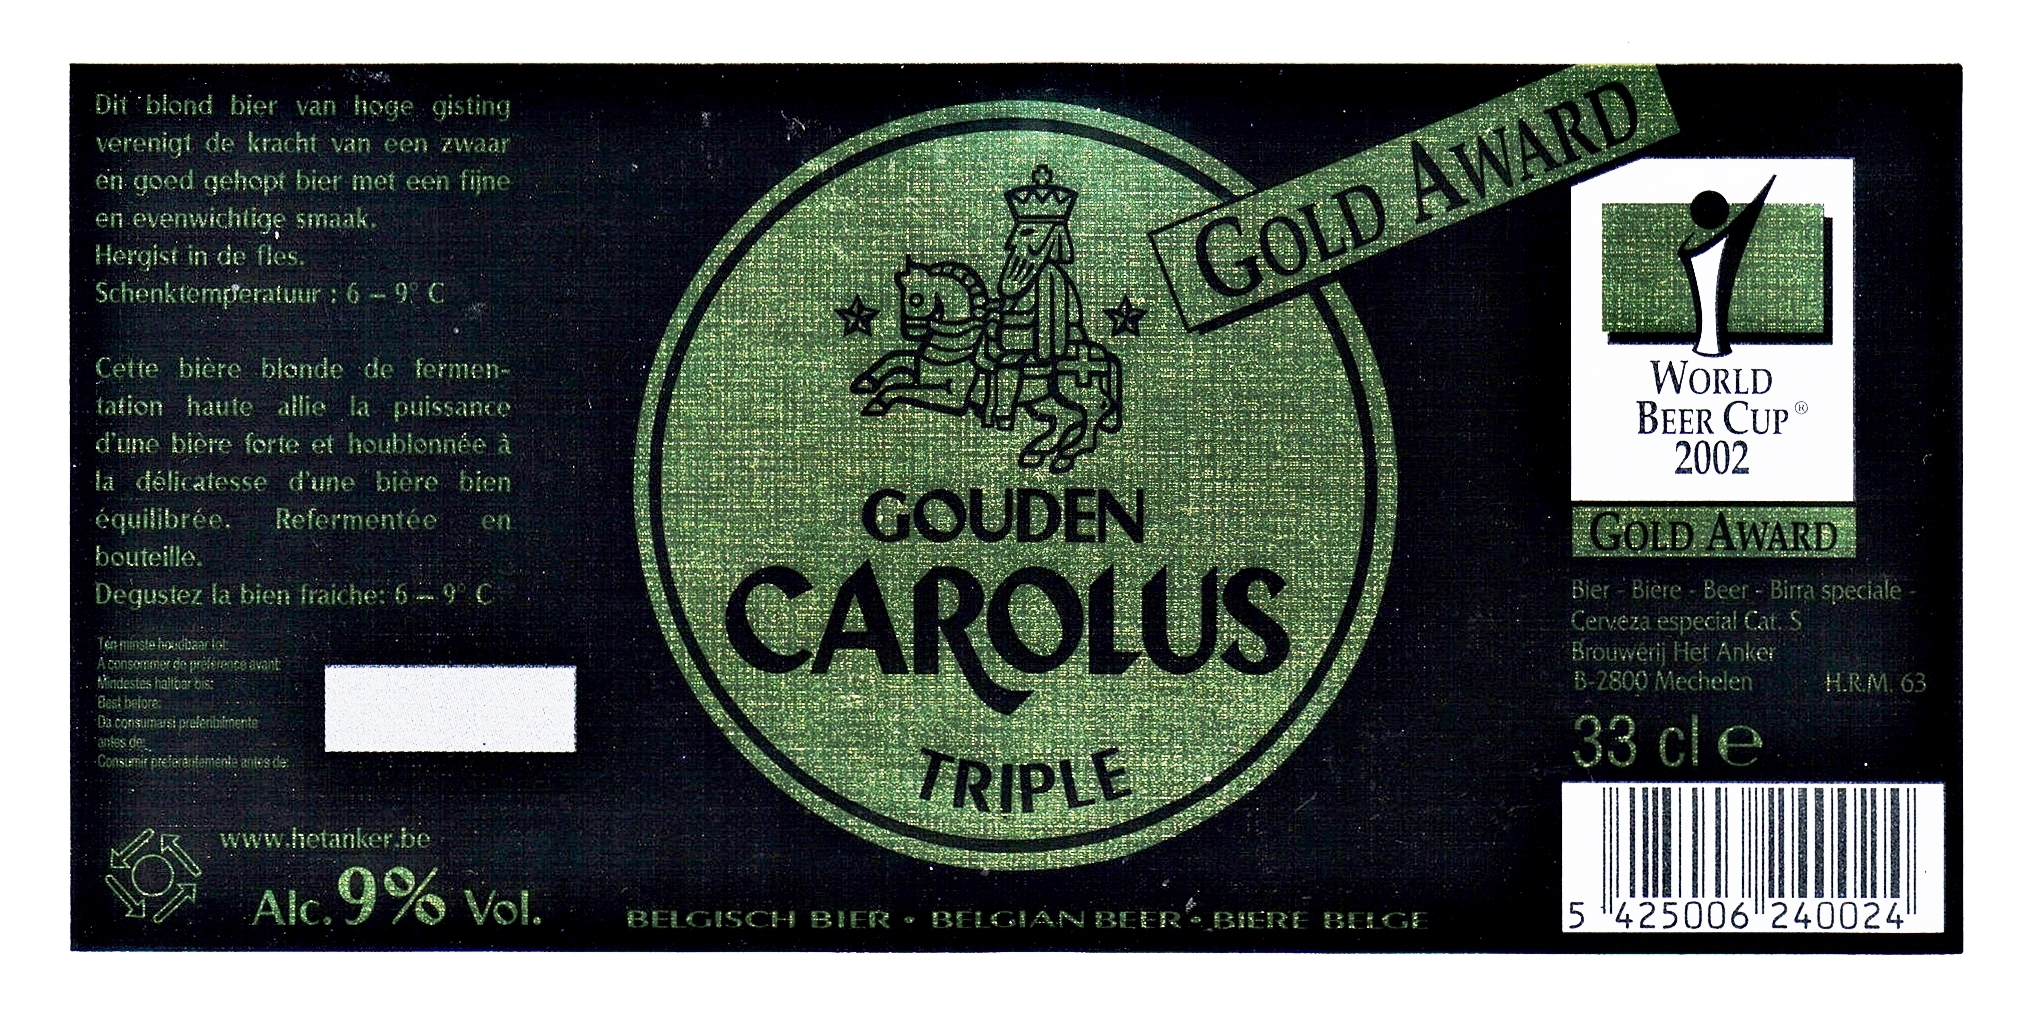 Dit blond bier van hoge gisting
verenigt de kracht van een zwaar
en goed gehopt bier met een fijne
en evenwichtige smaak.
Hergist in de fles.
Schenktemperatuur : 6 – 9° C
Cette bière blonde de fermen-
tation haute allie la puissance
d'une bière forte et houblonnée à
la délicatesse d'une bière bien
équilibrée. Refermentée en
bouteille.
Degustez la bien fraiche: 6 – 9° C
Ten minste houdbaar tot:
A consommer de préférence avant:
Mindestes haltbar bis:
Best before:
Da consumarsi preferibilmente
antes de:
Consumir preferentemente antes de:
www.hetanker.be
Alc. 9% Vol.
GOLD AWARD
GOUDEN
CAROLUS
TRIPLE
BELGISCH BIER • BELGIAN BEER • BIERE BELGE
WORLD
BEER CUP®
2002
GOLD AWARD
Bier - Bière - Beer - Birra speciale -
Cerveza especial Cat. S
Brouwerij Het Anker
B-2800 Mechelen H.R.M. 63
33 cl ℮
5 425006 240024